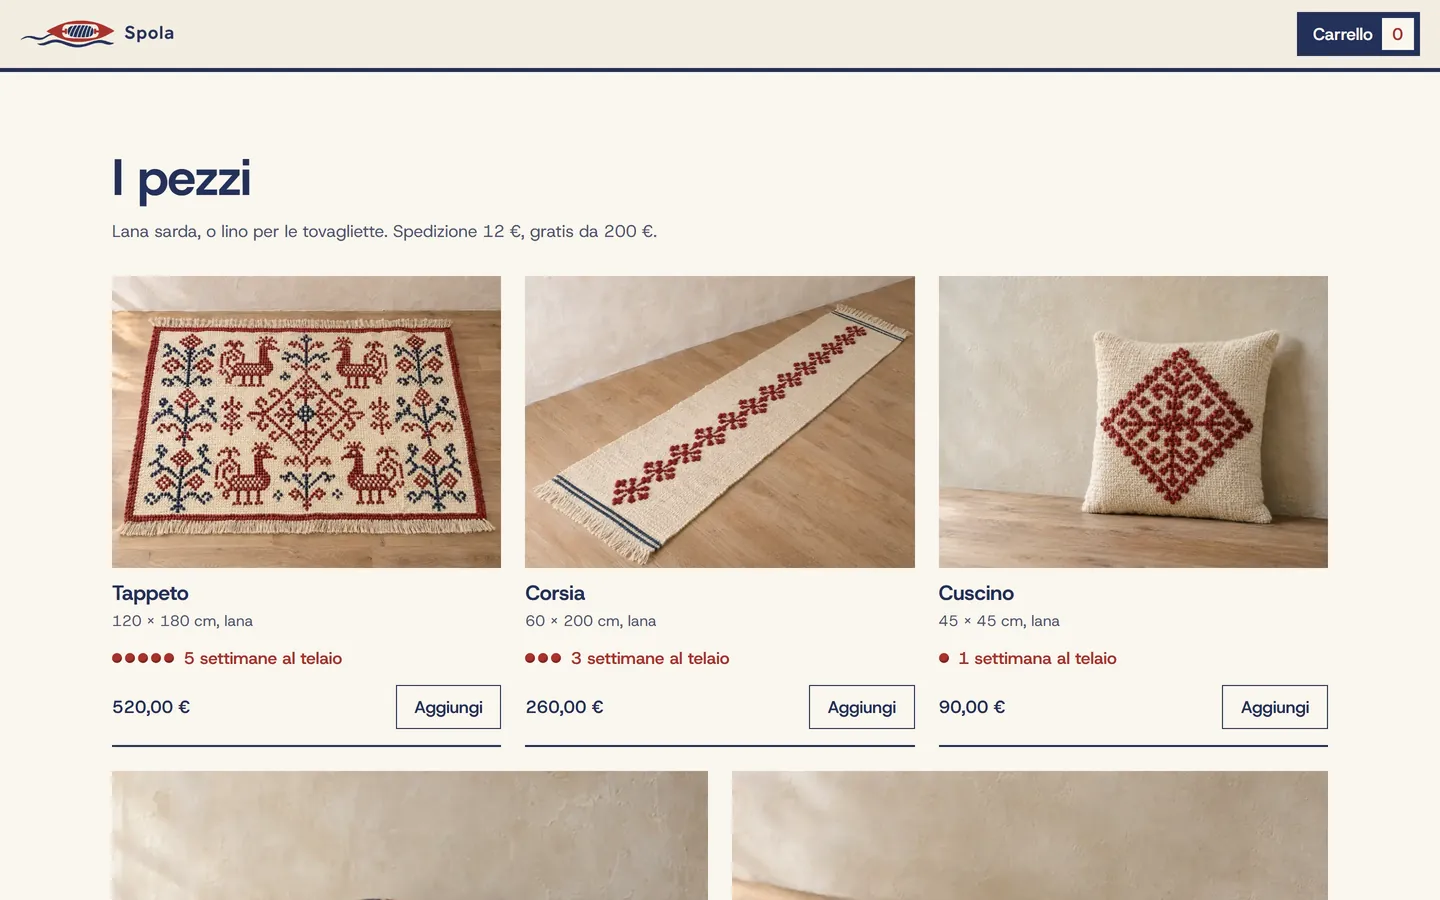 Spola
Carrello 0
I pezzi
Lana sarda, o lino per le tovagliette. Spedizione 12 €, gratis da 200 €.
Tappeto
120 × 180 cm, lana
5 settimane al telaio
520,00 €
Aggiungi
Corsia
60 × 200 cm, lana
3 settimane al telaio
260,00 €
Aggiungi
Cuscino
45 × 45 cm, lana
1 settimana al telaio
90,00 €
Aggiungi